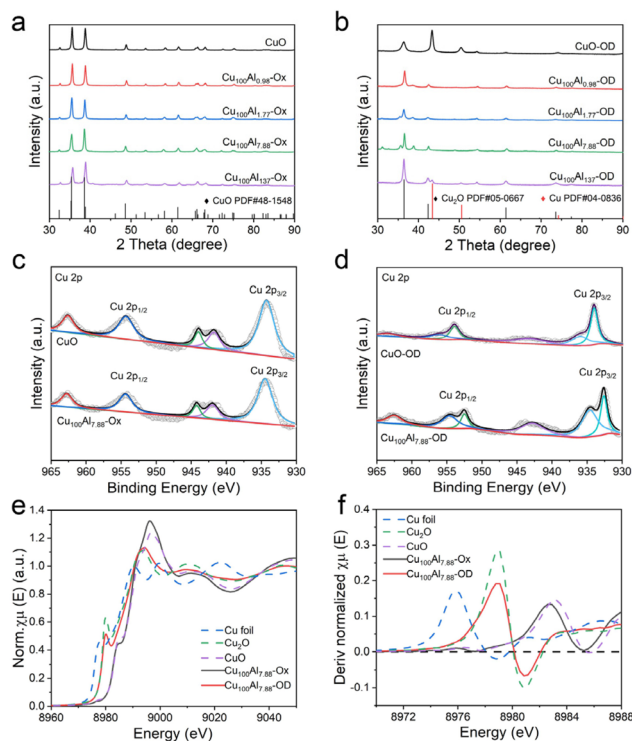 a
Intensity (a.u.)
CuO
Cu100Al0.98-Ox
Cu100Al1.77-Ox
Cu100Al7.88-Ox
Cu100Al137-Ox
♦ CuO PDF#48-1548
30 40 50 60 70 80 90
2 Theta (degree)
b
Intensity (a.u.)
CuO-OD
Cu100Al0.98-OD
Cu100Al1.77-OD
Cu100Al7.88-OD
Cu100Al137-OD
♦ Cu2O PDF#05-0667 ♦ Cu PDF#04-0836
30 40 50 60 70 80 90
2 Theta (degree)
c
Intensity (a.u.)
Cu 2p
Cu 2p3/2
Cu 2p1/2
CuO
Cu 2p3/2
Cu 2p1/2
Cu100Al7.88-Ox
965 960 955 950 945 940 935 930
Binding Energy (eV)
d
Intensity (a.u.)
Cu 2p
Cu 2p3/2
Cu 2p1/2
CuO-OD
Cu 2p3/2
Cu 2p1/2
Cu100Al7.88-OD
965 960 955 950 945 940 935 930
Binding Energy (eV)
e
Norm. χμ (E) (a.u.)
1.4
1.2
1.0
0.8
0.6
0.4
0.2
0.0
Cu foil
Cu2O
CuO
Cu100Al7.88-Ox
Cu100Al7.88-OD
8960 8980 9000 9020 9040
Energy (eV)
f
Deriv normalized χμ (E)
0.4
0.3
0.2
0.1
0.0
-0.1
Cu foil
Cu2O
CuO
Cu100Al7.88-Ox
Cu100Al7.88-OD
8972 8976 8980 8984 8988
Energy (eV)